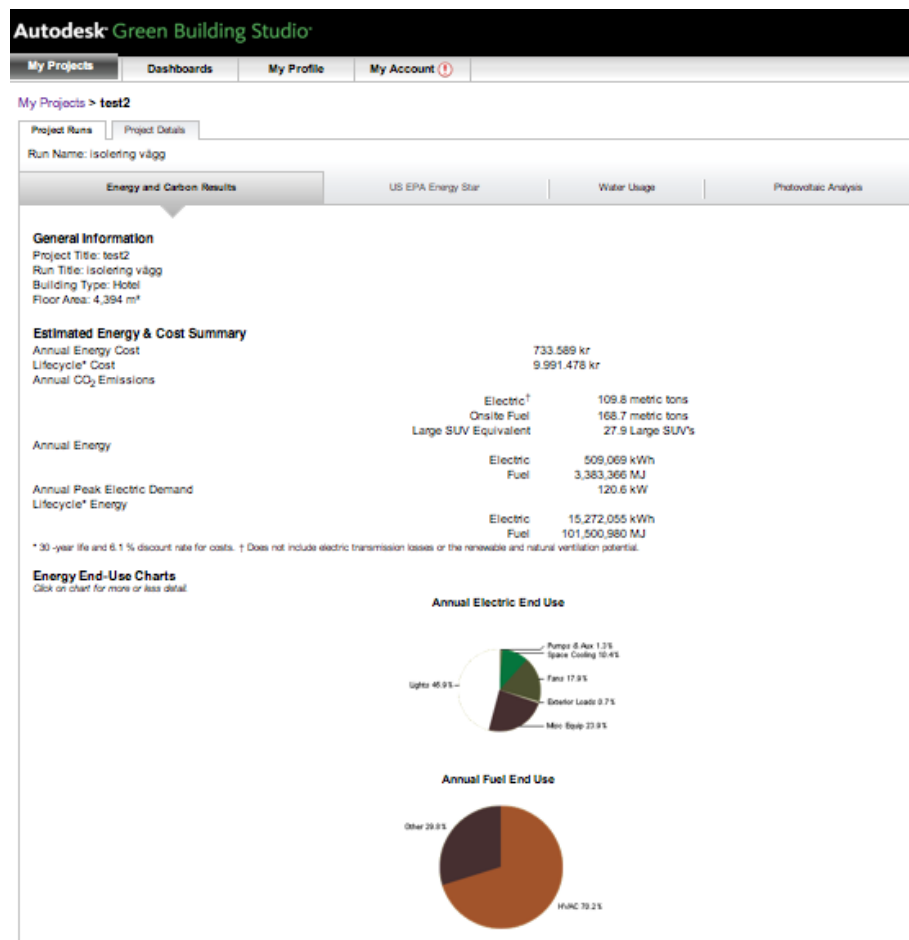 Autodesk Green Building Studio
My Projects Dashboards My Profile My Account
My Projects > test2
Project Runs Project Details
Run Name: isolering vägg
Energy and Carbon Results US EPA Energy Star Water Usage Photovoltaic Analysis
General Information
Project Title: test2
Run Title: isolering vägg
Building Type: Hotel
Floor Area: 4,394 m²
Estimated Energy & Cost Summary
Annual Energy Cost 733.589 kr
Lifecycle* Cost 9.991.478 kr
Annual CO₂ Emissions
Electric† 109.8 metric tons
Onsite Fuel 168.7 metric tons
Large SUV Equivalent 27.9 Large SUV's
Annual Energy
Electric 509,069 kWh
Fuel 3,383,366 MJ
Annual Peak Electric Demand 120.6 kW
Lifecycle* Energy
Electric 15,272,055 kWh
Fuel 101,500,980 MJ
* 30 -year life and 6.1 % discount rate for costs. † Does not include electric transmission losses or the renewable and natural ventilation potential.
Energy End-Use Charts
Click on chart for more or less detail.
Annual Electric End Use
Pumps & Aux 1.3%
Space Cooling 10.4%
Lights 45.9%
Fans 17.9%
Exterior Loads 0.7%
Misc Equip 23.9%
Annual Fuel End Use
Other 29.8%
HVAC 70.2%